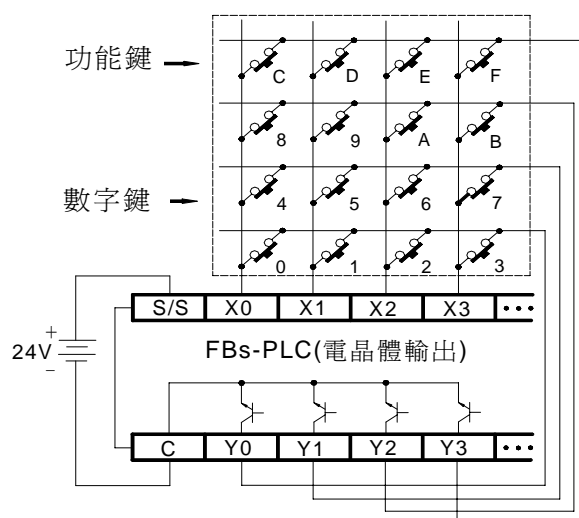 功能鍵
C D E F
8 9 A B
數字鍵
4 5 6 7
0 1 2 3
S/S X0 X1 X2 X3 •••
+
24V
−
FBs-PLC(電晶體輸出)
C Y0 Y1 Y2 Y3 •••